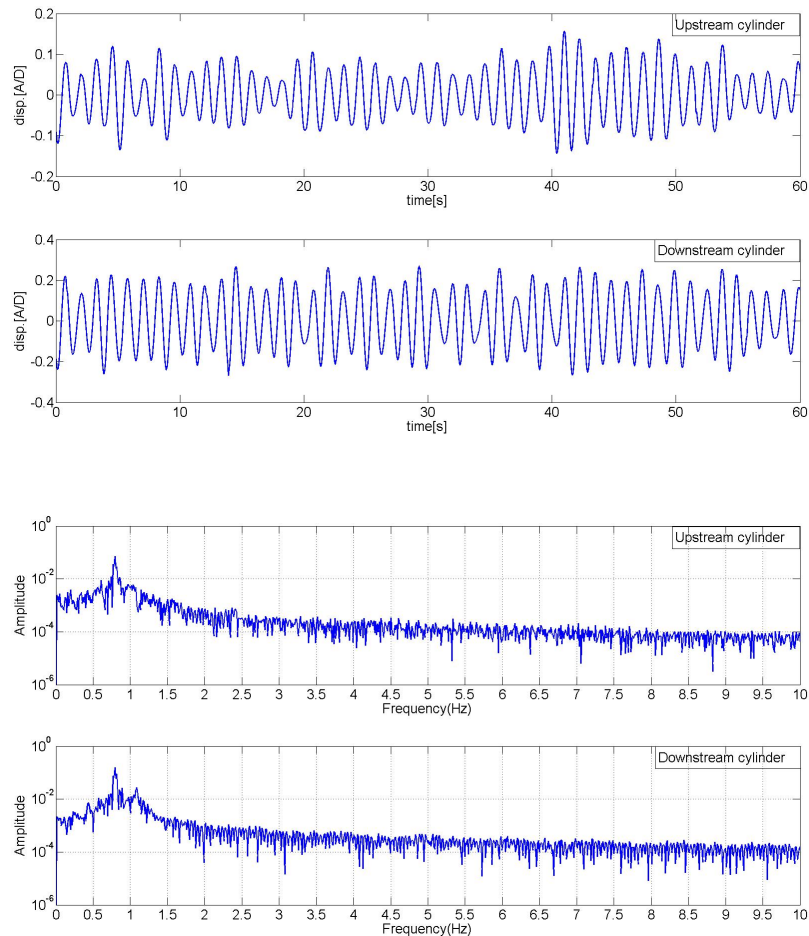 Upstream cylinder
disp.[A/D]
0.2
0.1
0
-0.1
-0.2
0 10 20 30 40 50 60
time[s]
Downstream cylinder
disp.[A/D]
0.4
0.2
0
-0.2
-0.4
0 10 20 30 40 50 60
time[s]
Upstream cylinder
Amplitude
10^0
10^-2
10^-4
10^-6
0 0.5 1 1.5 2 2.5 3 3.5 4 4.5 5 5.5 6 6.5 7 7.5 8 8.5 9 9.5 10
Frequency(Hz)
Downstream cylinder
Amplitude
10^0
10^-2
10^-4
10^-6
0 0.5 1 1.5 2 2.5 3 3.5 4 4.5 5 5.5 6 6.5 7 7.5 8 8.5 9 9.5 10
Frequency(Hz)